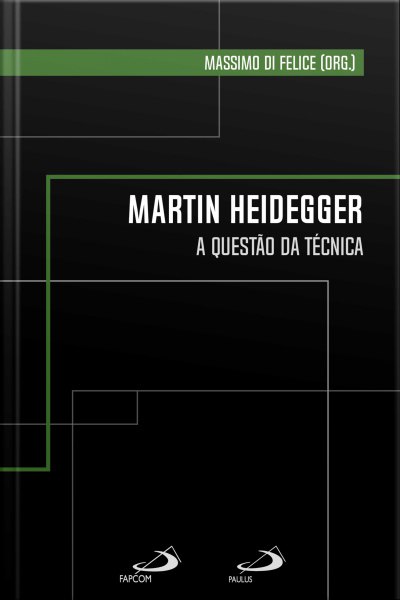 MASSIMO DI FELICE (ORG.)
MARTIN HEIDEGGER
A QUESTÃO DA TÉCNICA
FAPCOM
PAULUS